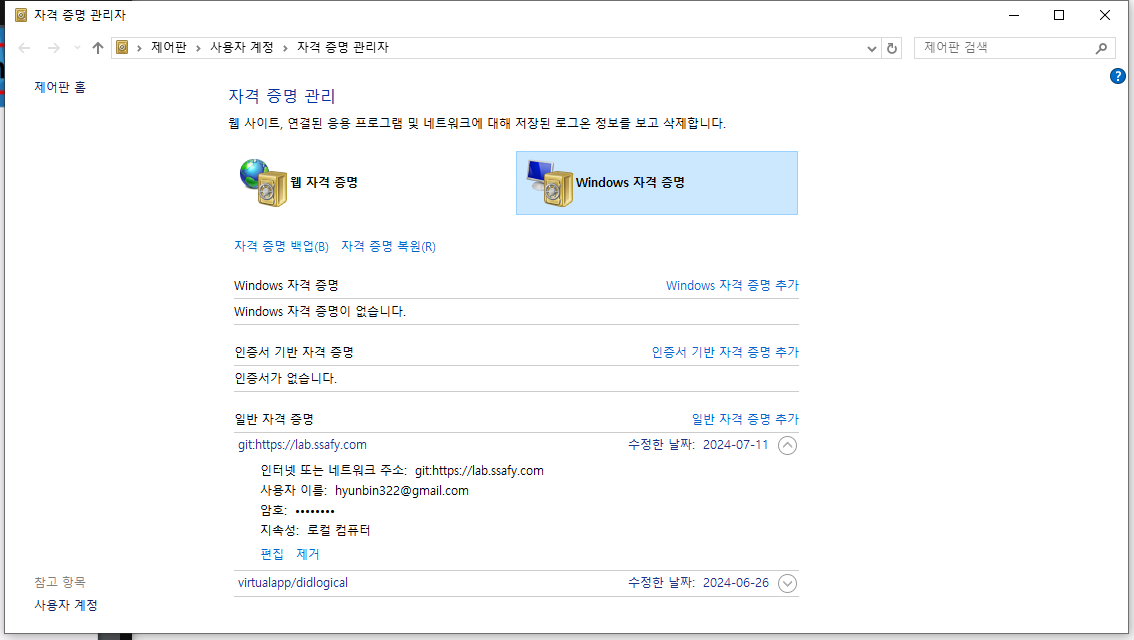 자격 증명 관리자
제어판 › 사용자 계정 › 자격 증명 관리자
제어판 검색
제어판 홈
자격 증명 관리
웹 사이트, 연결된 응용 프로그램 및 네트워크에 대해 저장된 로그온 정보를 보고 삭제합니다.
웹 자격 증명
Windows 자격 증명
자격 증명 백업(B) 자격 증명 복원(R)
Windows 자격 증명 Windows 자격 증명 추가
Windows 자격 증명이 없습니다.
인증서 기반 자격 증명 인증서 기반 자격 증명 추가
인증서가 없습니다.
일반 자격 증명 일반 자격 증명 추가
git:https://lab.ssafy.com 수정한 날짜: 2024-07-11
인터넷 또는 네트워크 주소: git:https://lab.ssafy.com
사용자 이름: hyunbin322@gmail.com
암호: ••••••••
지속성: 로컬 컴퓨터
편집 제거
virtualapp/didlogical 수정한 날짜: 2024-06-26
참고 항목
사용자 계정